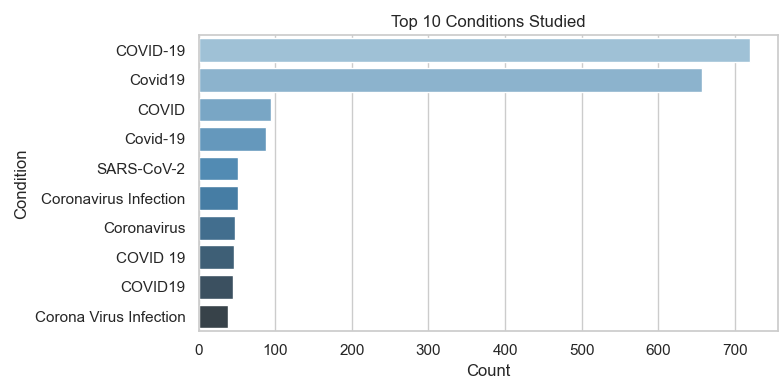 Top 10 Conditions Studied
Condition
COVID-19
Covid19
COVID
Covid-19
SARS-CoV-2
Coronavirus Infection
Coronavirus
COVID 19
COVID19
Corona Virus Infection
0 100 200 300 400 500 600 700
Count